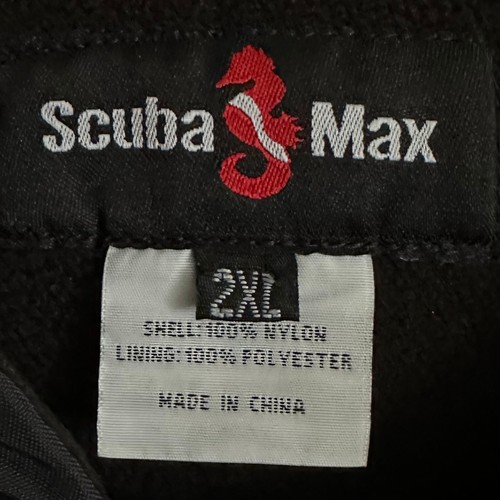 Scuba Max
2XL
SHELL: 100% NYLON
LINING: 100% POLYESTER
MADE IN CHINA